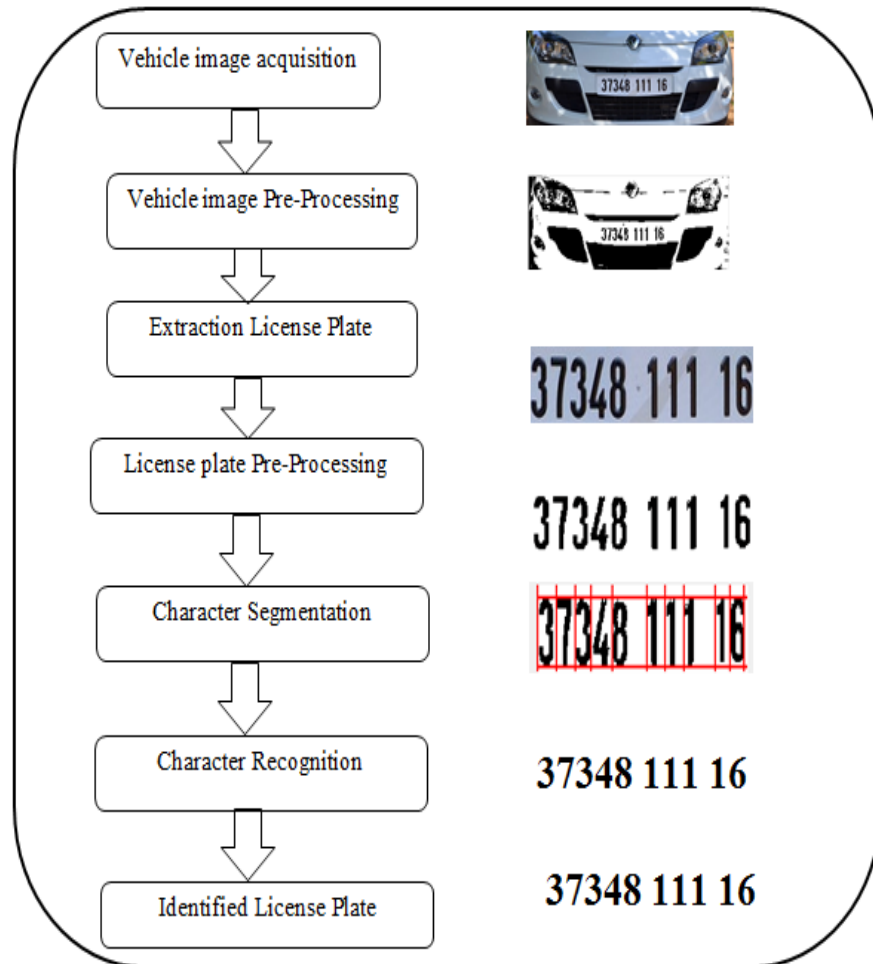 Vehicle image acquisition
37348 111 16
Vehicle image Pre-Processing
37348 111 16
Extraction License Plate
37348 111 16
License plate Pre-Processing
37348 111 16
Character Segmentation
37348 111 16
Character Recognition
37348 111 16
Identified License Plate
37348 111 16